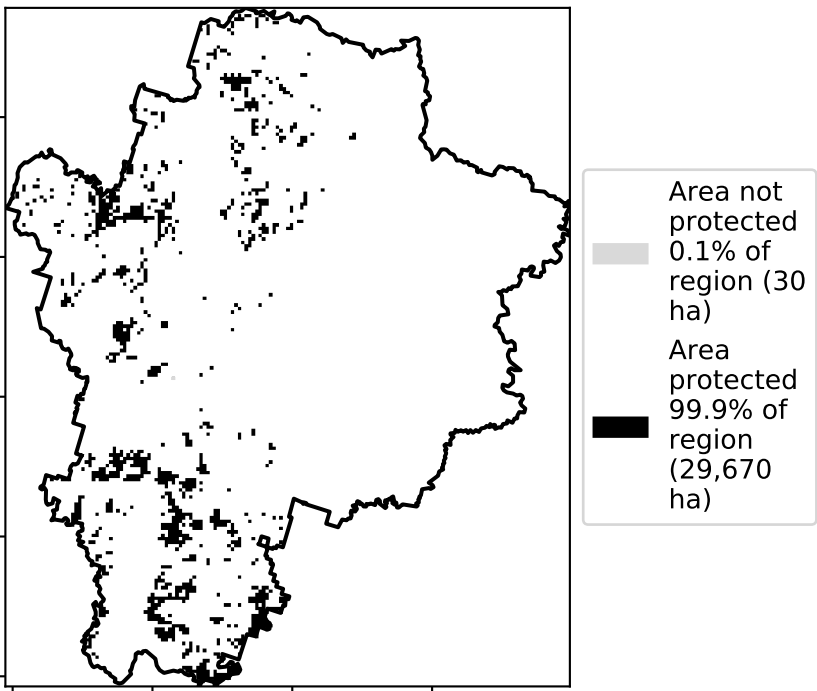 Area not
protected
0.1% of
region (30
ha)
Area
protected
99.9% of
region
(29,670
ha)